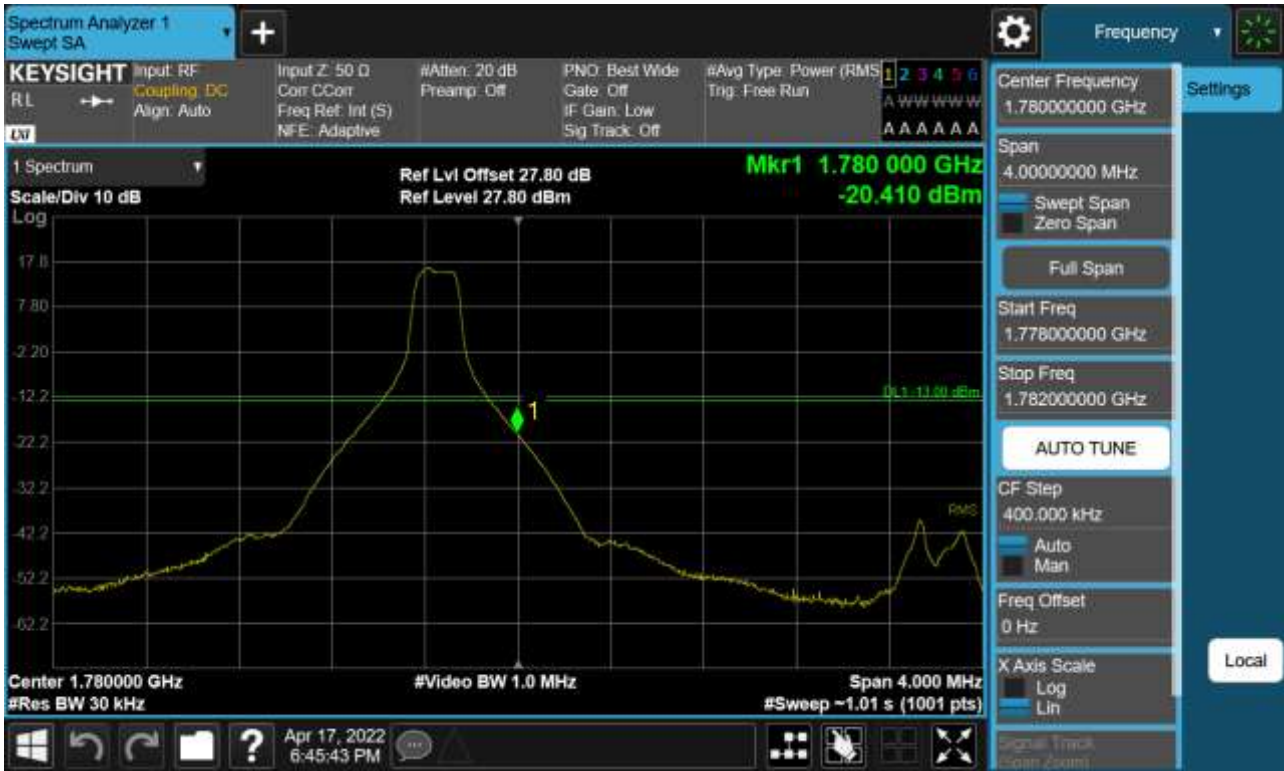 Spectrum Analyzer 1
Swept SA
+
Frequency
KEYSIGHT
RL
LXI
Input: RF
Coupling: DC
Align: Auto
Input Z: 50 Ω
Corr CCorr
Freq Ref: Int (S)
NFE: Adaptive
#Atten: 20 dB
Preamp: Off
PNO: Best Wide
Gate: Off
IF Gain: Low
Sig Track: Off
#Avg Type: Power (RMS
Trig: Free Run
1 2 3 4 5 6
A W W W W W
A A A A A A
1 Spectrum
Scale/Div 10 dB
Log
Ref Lvl Offset 27.80 dB
Ref Level 27.80 dBm
Mkr1 1.780 000 GHz
-20.410 dBm
17.8
7.80
-2.20
-12.2
-22.2
-32.2
-42.2
-52.2
-62.2
DL1 -13.00 dBm
1
RMS
Center 1.780000 GHz
#Res BW 30 kHz
#Video BW 1.0 MHz
Span 4.000 MHz
#Sweep ~1.01 s (1001 pts)
Center Frequency
1.780000000 GHz
Settings
Span
4.00000000 MHz
Swept Span
Zero Span
Full Span
Start Freq
1.778000000 GHz
Stop Freq
1.782000000 GHz
AUTO TUNE
CF Step
400.000 kHz
Auto
Man
Freq Offset
0 Hz
X Axis Scale
Log
Lin
Local
Signal Track
(Span Zoom)
?
Apr 17, 2022
6:45:43 PM